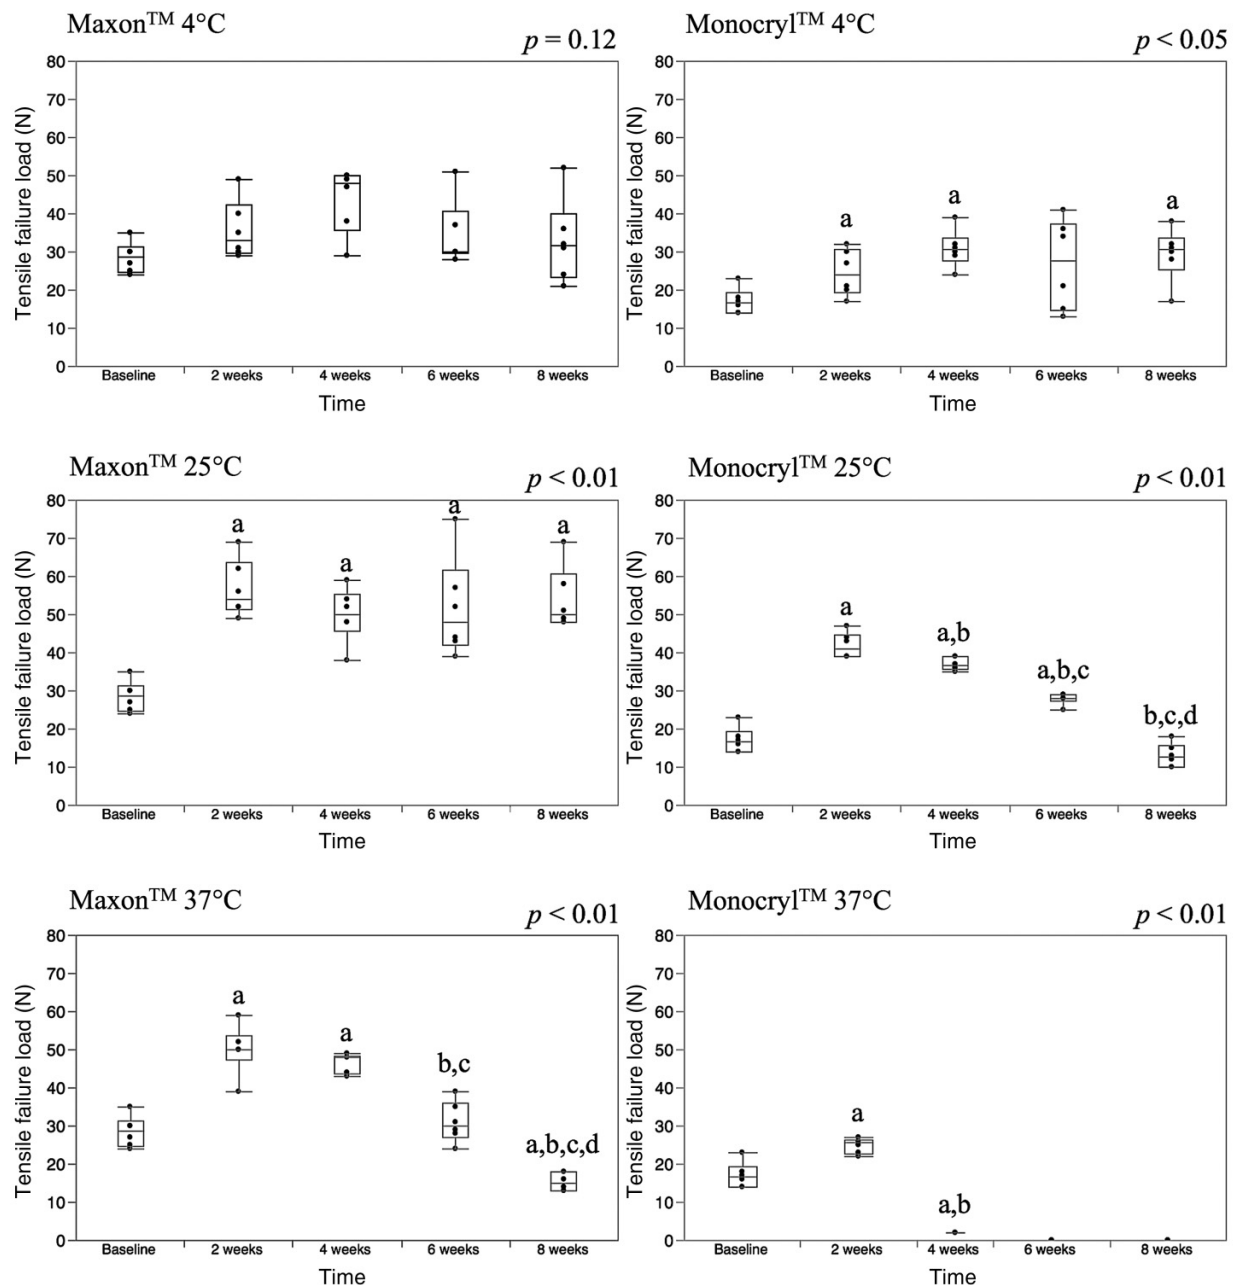 Maxon™ 4°C
p = 0.12
Tensile failure load (N)
80
70
60
50
40
30
20
10
0
a
Baseline 2 weeks 4 weeks 6 weeks 8 weeks
Time
Monocryl™ 4°C
p < 0.05
Tensile failure load (N)
80
70
60
50
40
30
20
10
0
a a a
Baseline 2 weeks 4 weeks 6 weeks 8 weeks
Time
Maxon™ 25°C
p < 0.01
Tensile failure load (N)
80
70
60
50
40
30
20
10
0
a a a a
Baseline 2 weeks 4 weeks 6 weeks 8 weeks
Time
Monocryl™ 25°C
p < 0.01
Tensile failure load (N)
80
70
60
50
40
30
20
10
0
a a,b a,b,c b,c,d
Baseline 2 weeks 4 weeks 6 weeks 8 weeks
Time
Maxon™ 37°C
p < 0.01
Tensile failure load (N)
80
70
60
50
40
30
20
10
0
a a b,c a,b,c,d
Baseline 2 weeks 4 weeks 6 weeks 8 weeks
Time
Monocryl™ 37°C
p < 0.01
Tensile failure load (N)
80
70
60
50
40
30
20
10
0
a a,b
Baseline 2 weeks 4 weeks 6 weeks 8 weeks
Time